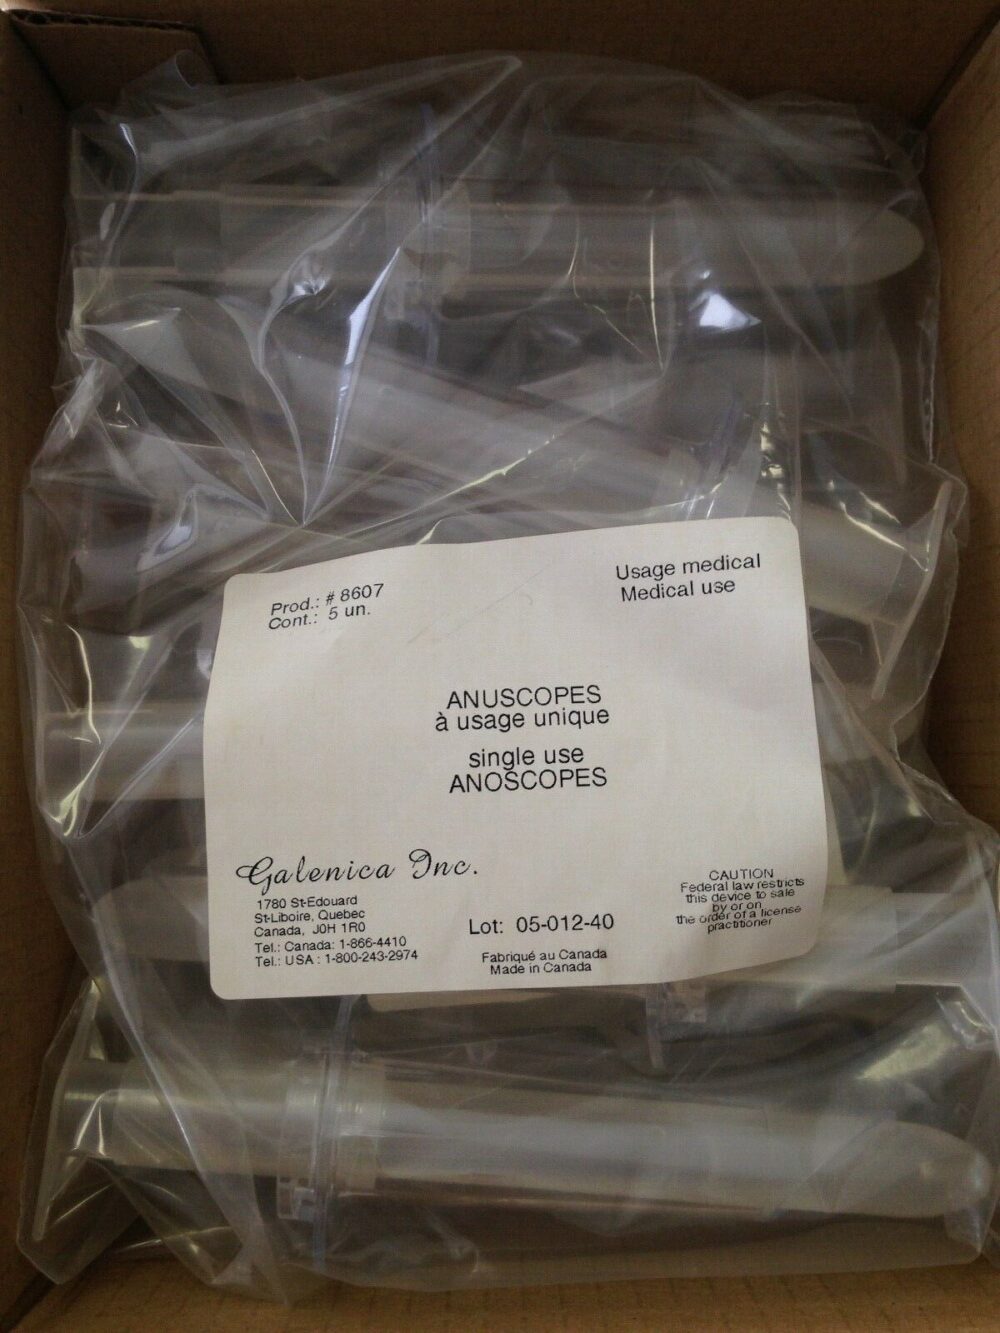 Prod.: # 8607
Cont.: 5 un.
Usage medical
Medical use
ANUSCOPES
à usage unique
single use
ANOSCOPES
Galenica Inc.
1780 St-Edouard
St-Liboire, Quebec
Canada, J0H 1R0
Tel.: Canada: 1-866-4410
Tel.: USA : 1-800-243-2974
Lot: 05-012-40
Fabriqué au Canada
Made in Canada
CAUTION
Federal law restricts
this device to sale
by or on
the order of a license
practitioner